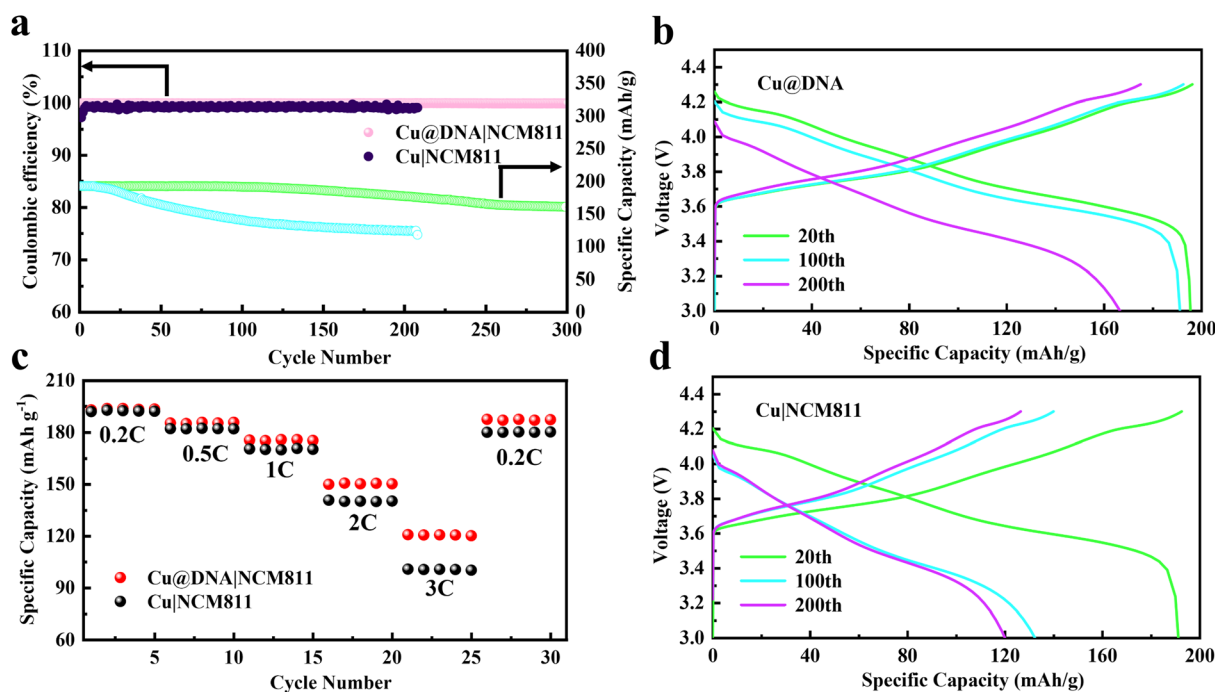 a
Coulombic efficiency (%)
110
100
90
80
70
60
400
300
200
100
0
Specific Capacity (mAh/g)
Cu@DNA|NCM811
Cu|NCM811
0 50 100 150 200 250 300
Cycle Number
b
Voltage (V)
4.4
4.2
4.0
3.8
3.6
3.4
3.2
3.0
Cu@DNA
20th
100th
200th
0 40 80 120 160 200
Specific Capacity (mAh/g)
c
Specific Capacity (mAh g-1)
210
180
150
120
90
60
0.2C
0.5C
1C
2C
3C
0.2C
Cu@DNA|NCM811
Cu|NCM811
5 10 15 20 25 30
Cycle Number
d
Voltage (V)
4.4
4.2
4.0
3.8
3.6
3.4
3.2
3.0
Cu|NCM811
20th
100th
200th
0 40 80 120 160 200
Specific Capacity (mAh/g)